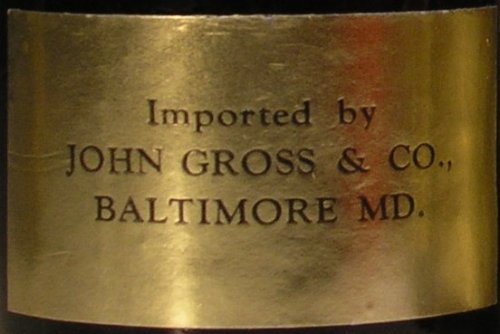 Imported by
JOHN GROSS & CO.,
BALTIMORE MD.